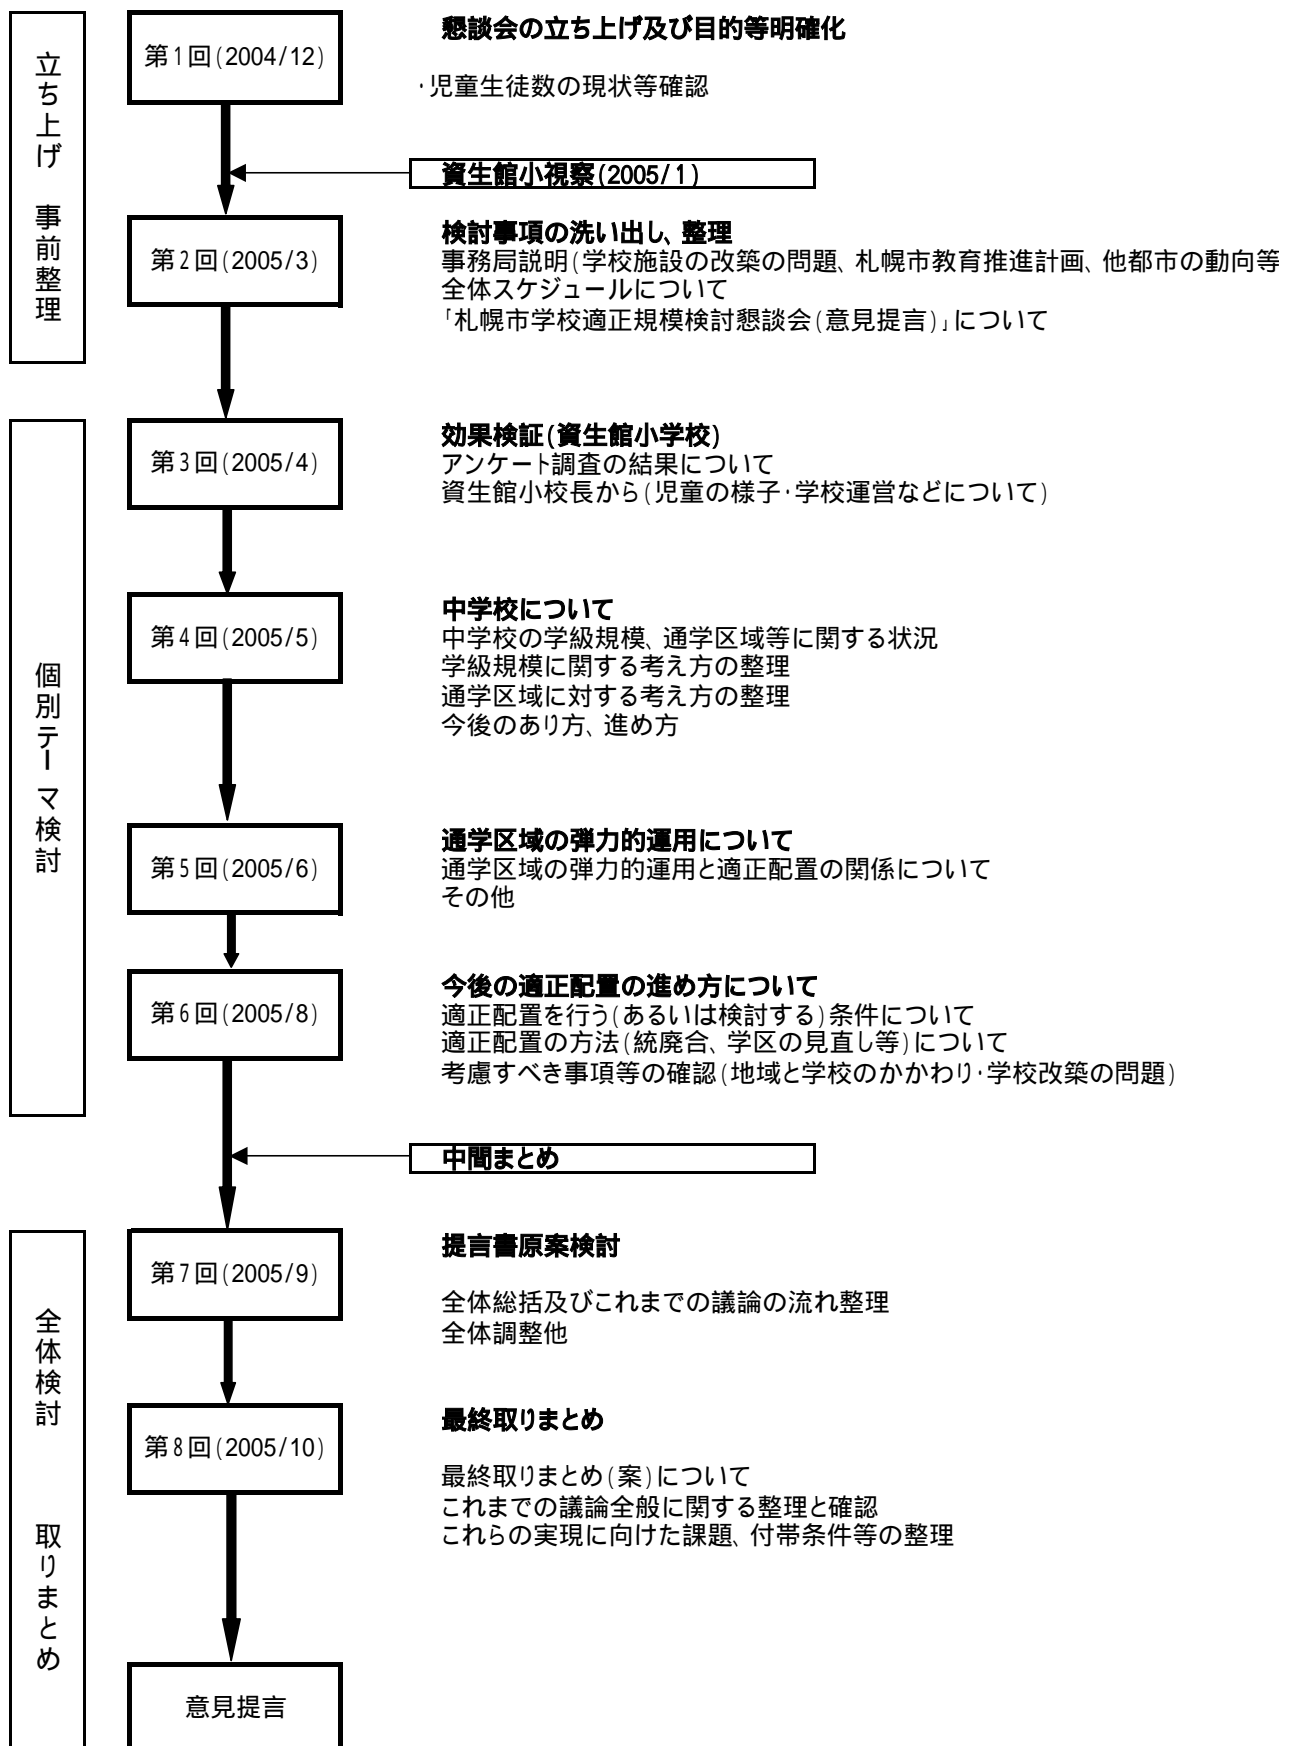 立ち上げ　事前整理
第1回(2004/12)
懇談会の立ち上げ及び目的等明確化
・児童生徒数の現状等確認
資生館小視察(2005/1)
第2回(2005/3)
検討事項の洗い出し、整理
事務局説明(学校施設の改築の問題、札幌市教育推進計画、他都市の動向等
全体スケジュールについて
「札幌市学校適正規模検討懇談会(意見提言)」について
個別テーマ検討
第3回(2005/4)
効果検証(資生館小学校)
アンケート調査の結果について
資生館小校長から(児童の様子・学校運営などについて)
第4回(2005/5)
中学校について
中学校の学級規模、通学区域等に関する状況
学級規模に関する考え方の整理
通学区域に対する考え方の整理
今後のあり方、進め方
第5回(2005/6)
通学区域の弾力的運用について
通学区域の弾力的運用と適正配置の関係について
その他
第6回(2005/8)
今後の適正配置の進め方について
適正配置を行う(あるいは検討する)条件について
適正配置の方法(統廃合、学区の見直し等)について
考慮すべき事項等の確認(地域と学校のかかわり・学校改築の問題)
中間まとめ
全体検討　取りまとめ
第7回(2005/9)
提言書原案検討
全体総括及びこれまでの議論の流れ整理
全体調整他
第8回(2005/10)
最終取りまとめ
最終取りまとめ(案)について
これまでの議論全般に関する整理と確認
これらの実現に向けた課題、付帯条件等の整理
意見提言